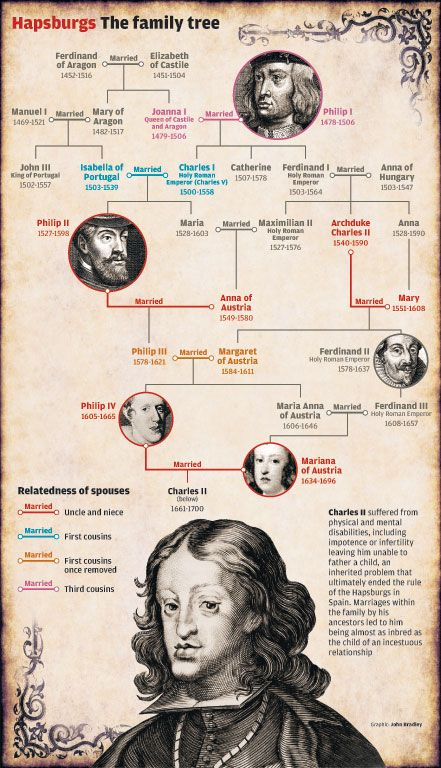 Hapsburgs The family tree
Ferdinand
of Aragon
1452-1516
Married
Elizabeth
of Castile
1451-1504
Manuel I
1469-1521
Married
Mary of
Aragon
1482-1517
Joanna I
Queen of Castile
and Aragon
1479-1506
Married
Philip I
1478-1506
John III
King of Portugal
1502-1557
Isabella of
Portugal
1503-1539
Married
Charles I
Holy Roman
Emperor (Charles V)
1500-1558
Catherine
1507-1578
Ferdinand I
Holy Roman
Emperor
1503-1564
Married
Anna of
Hungary
1503-1547
Philip II
1527-1598
Maria
1528-1603
Married
Maximilian II
Holy Roman
Emperor
1527-1576
Archduke
Charles II
1540-1590
Anna
1528-1590
Married
Anna of
Austria
1549-1580
Married
Mary
1551-1608
Philip III
1578-1621
Married
Margaret
of Austria
1584-1611
Ferdinand II
Holy Roman Emperor
1578-1637
Philip IV
1605-1665
Maria Anna
of Austria
1606-1646
Married
Ferdinand III
Holy Roman Emperor
1608-1657
Married
Mariana
of Austria
1634-1696
Charles II
(below)
1661-1700
Relatedness of spouses
Married
Uncle and niece
Married
First cousins
Married
First cousins
once removed
Married
Third cousins
Charles II suffered from
physical and mental
disabilities, including
impotence or infertility
leaving him unable to
father a child, an
inherited problem that
ultimately ended the rule
of the Hapsburgs in
Spain. Marriages within
the family by his
ancestors led to him
being almost as inbred as
the child of an incestuous
relationship
Graphic: John Bradley